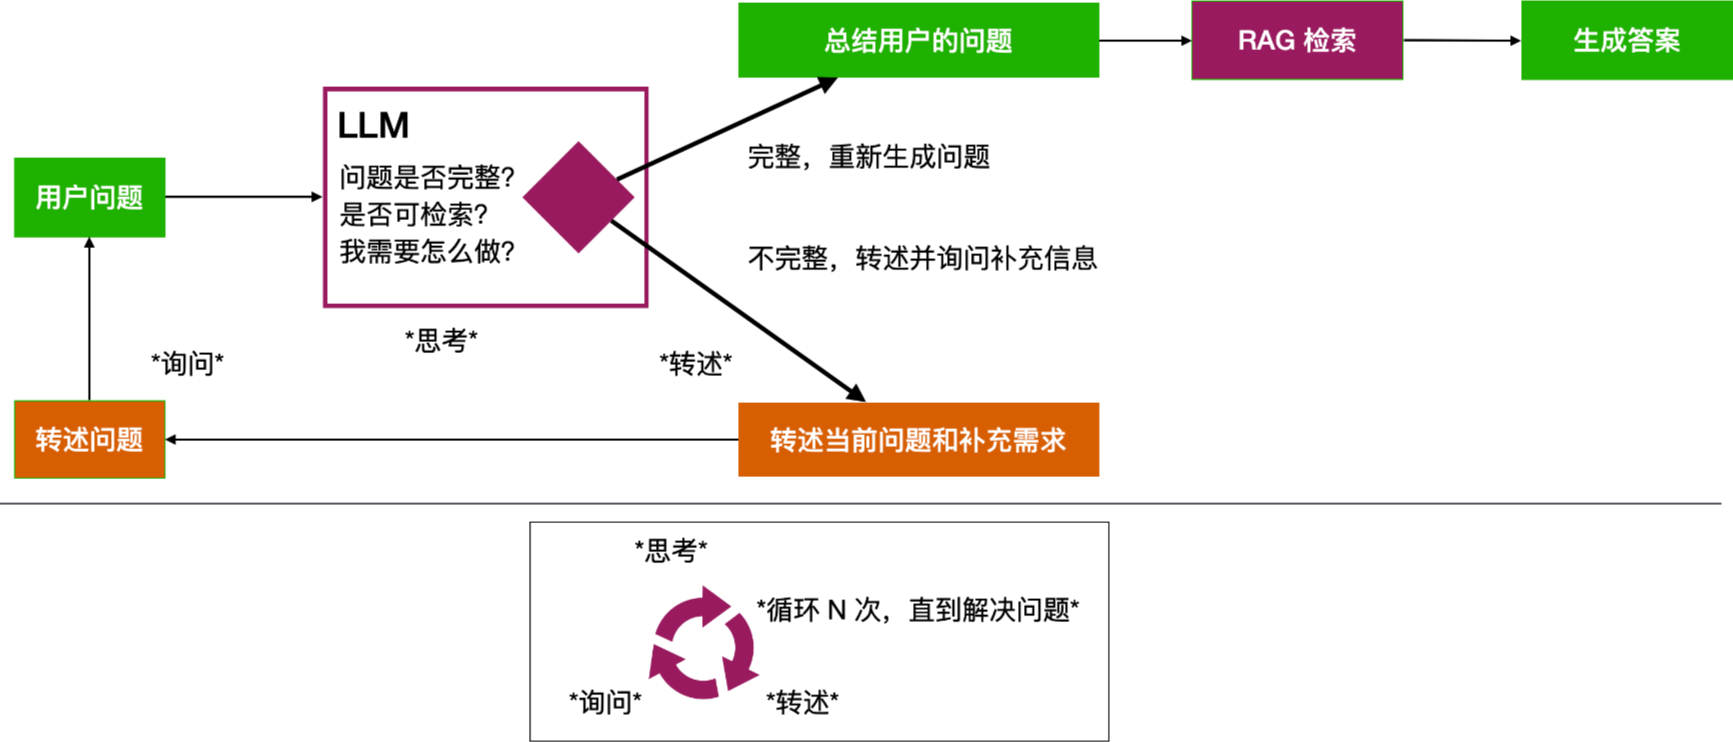 总结用户的问题
RAG 检索
生成答案
LLM
问题是否完整?
是否可检索?
我需要怎么做?
用户问题
完整，重新生成问题
不完整，转述并询问补充信息
*思考*
*询问*
*转述*
转述问题
转述当前问题和补充需求
*思考*
*循环 N 次，直到解决问题*
*询问*
*转述*